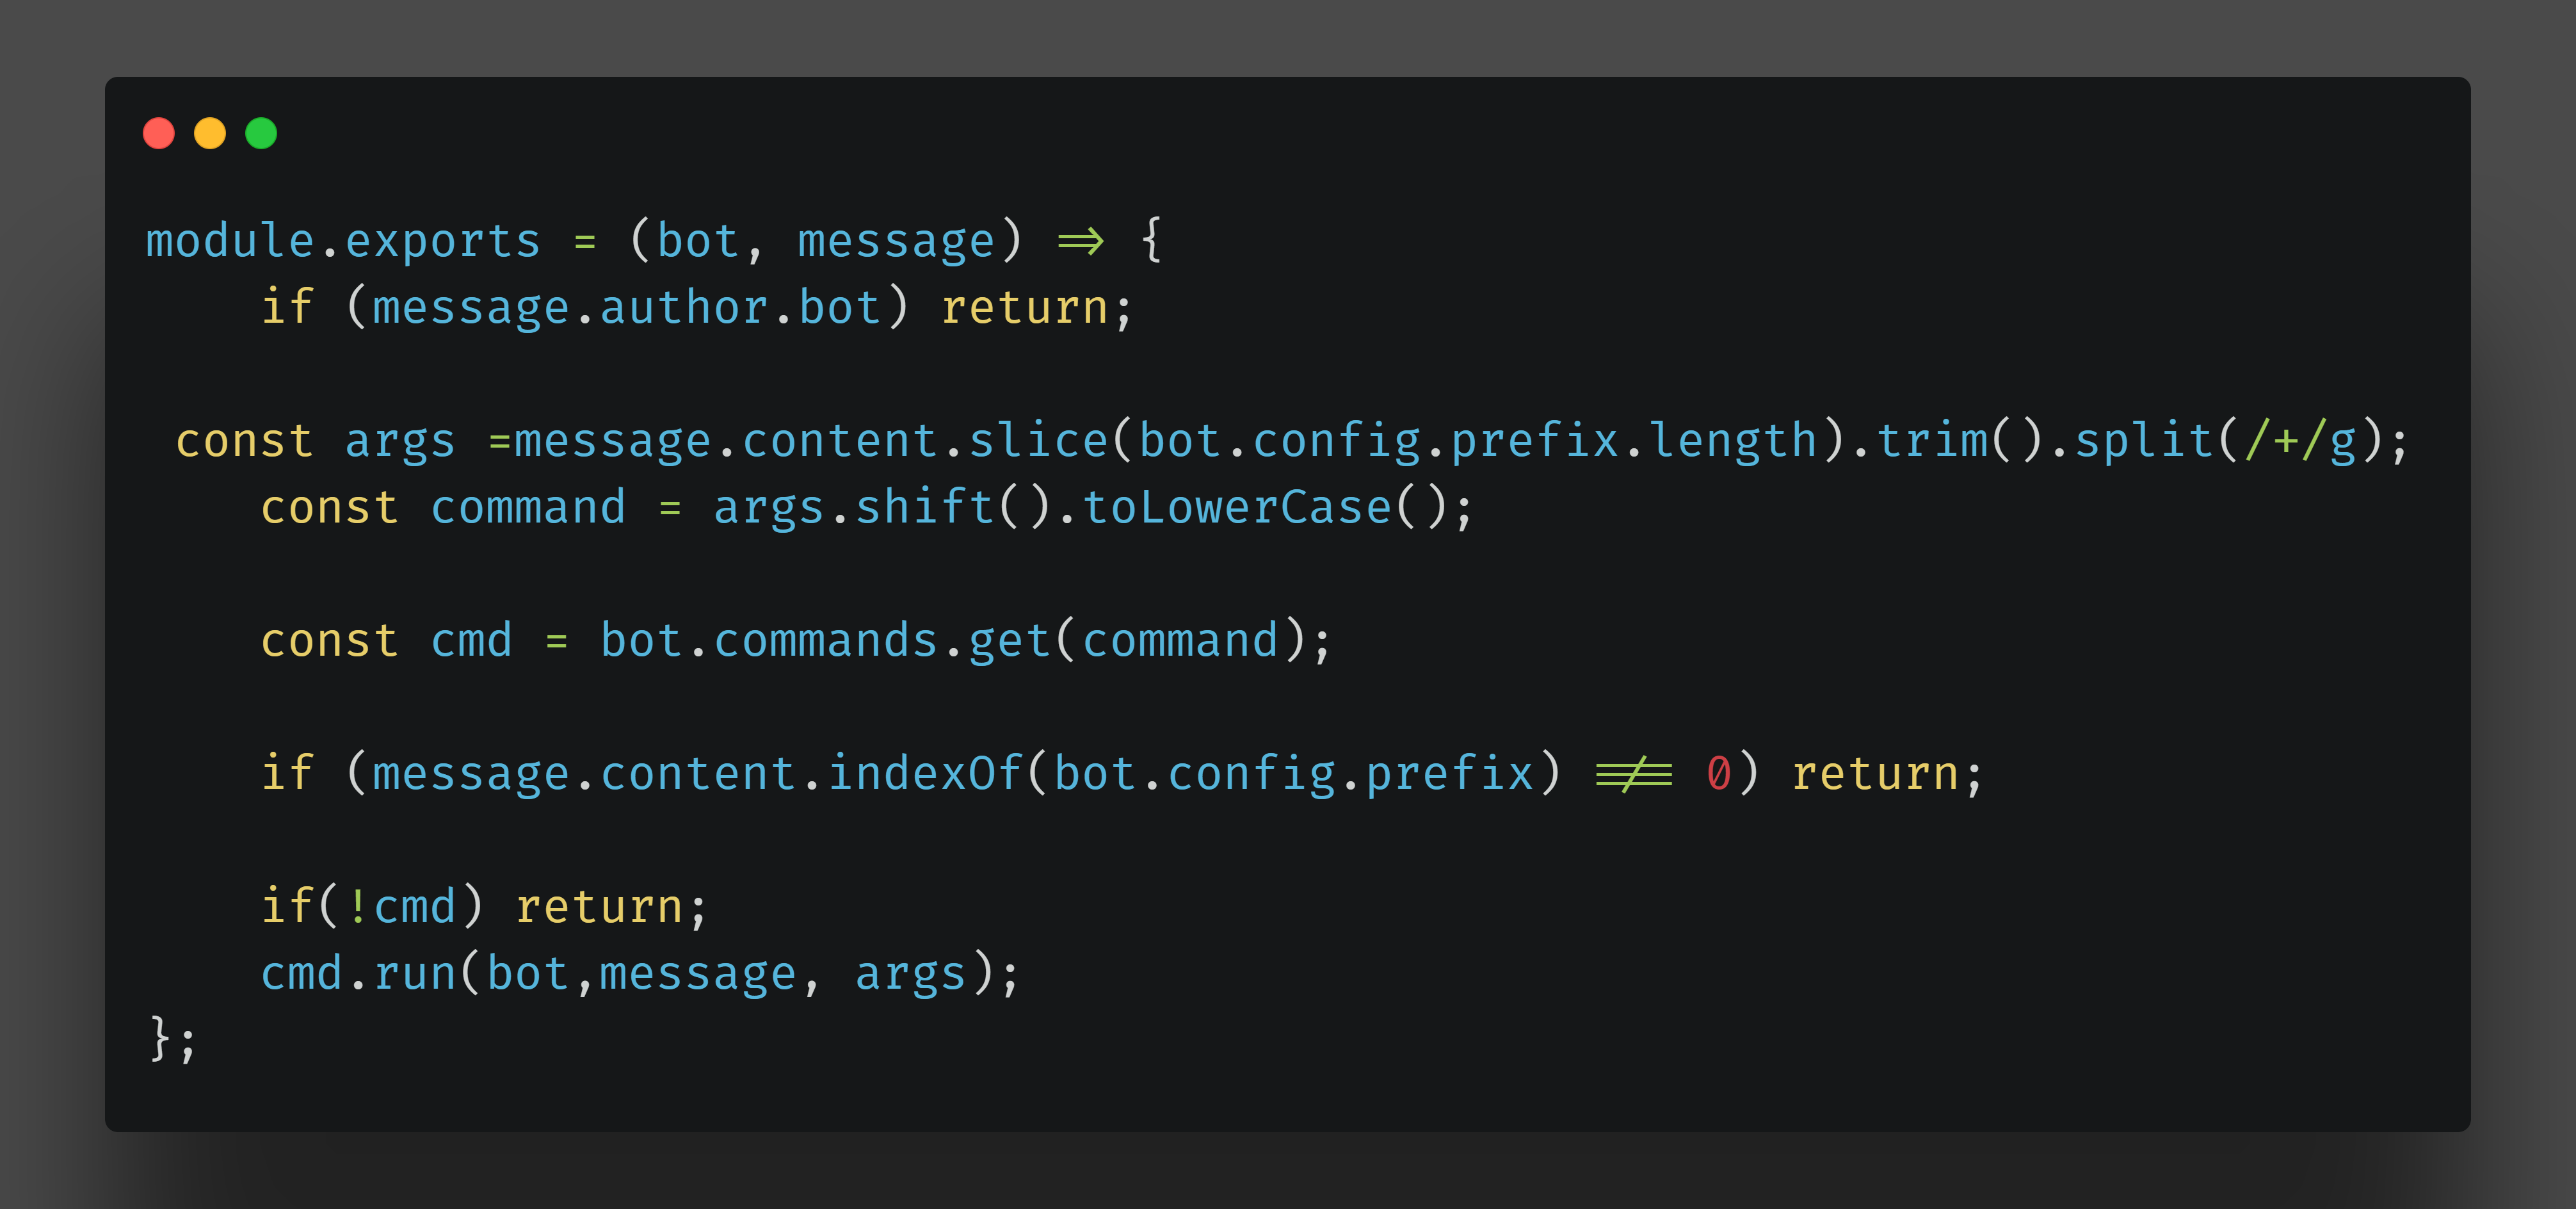 module.exports = (bot, message) => {
    if (message.author.bot) return;

 const args =message.content.slice(bot.config.prefix.length).trim().split(/+/g);
    const command = args.shift().toLowerCase();

    const cmd = bot.commands.get(command);

    if (message.content.indexOf(bot.config.prefix) !== 0) return;

    if(!cmd) return;
    cmd.run(bot,message, args);
};